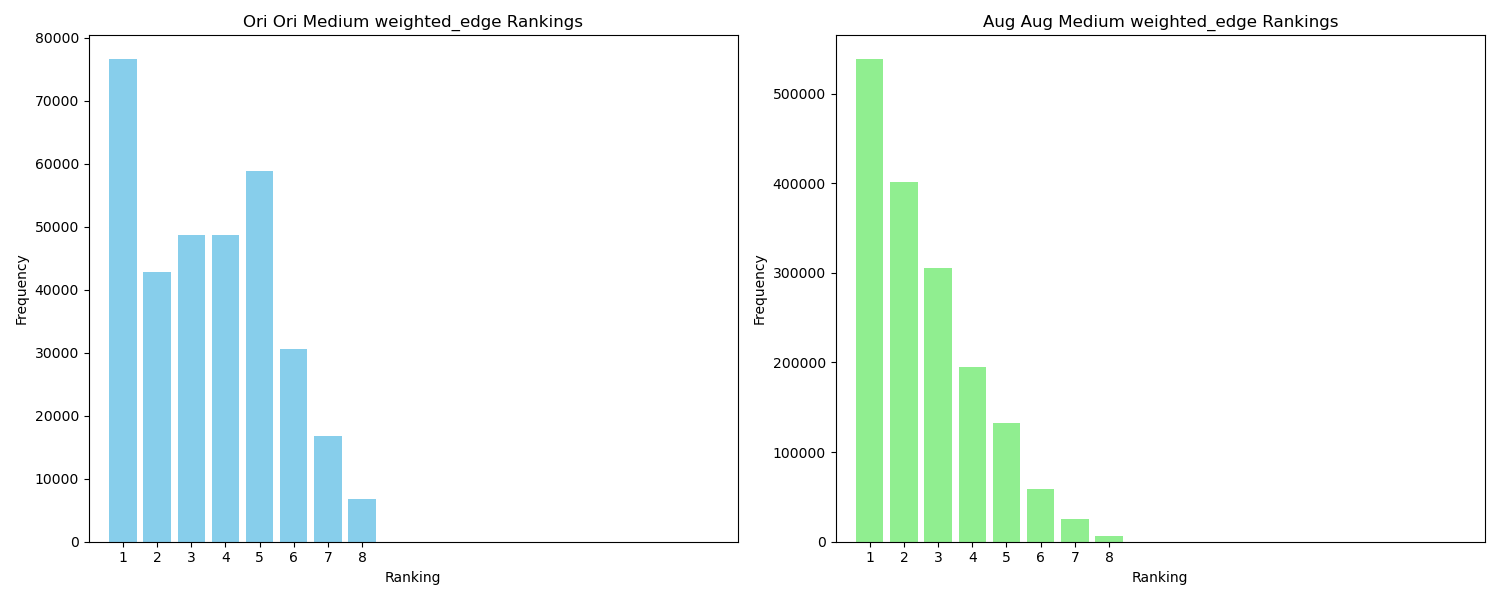 Ori Ori Medium weighted_edge Rankings
80000
70000
60000
50000
40000
30000
20000
10000
0
Frequency
1 2 3 4 5 6 7 8
Ranking
Aug Aug Medium weighted_edge Rankings
500000
400000
300000
200000
100000
0
Frequency
1 2 3 4 5 6 7 8
Ranking